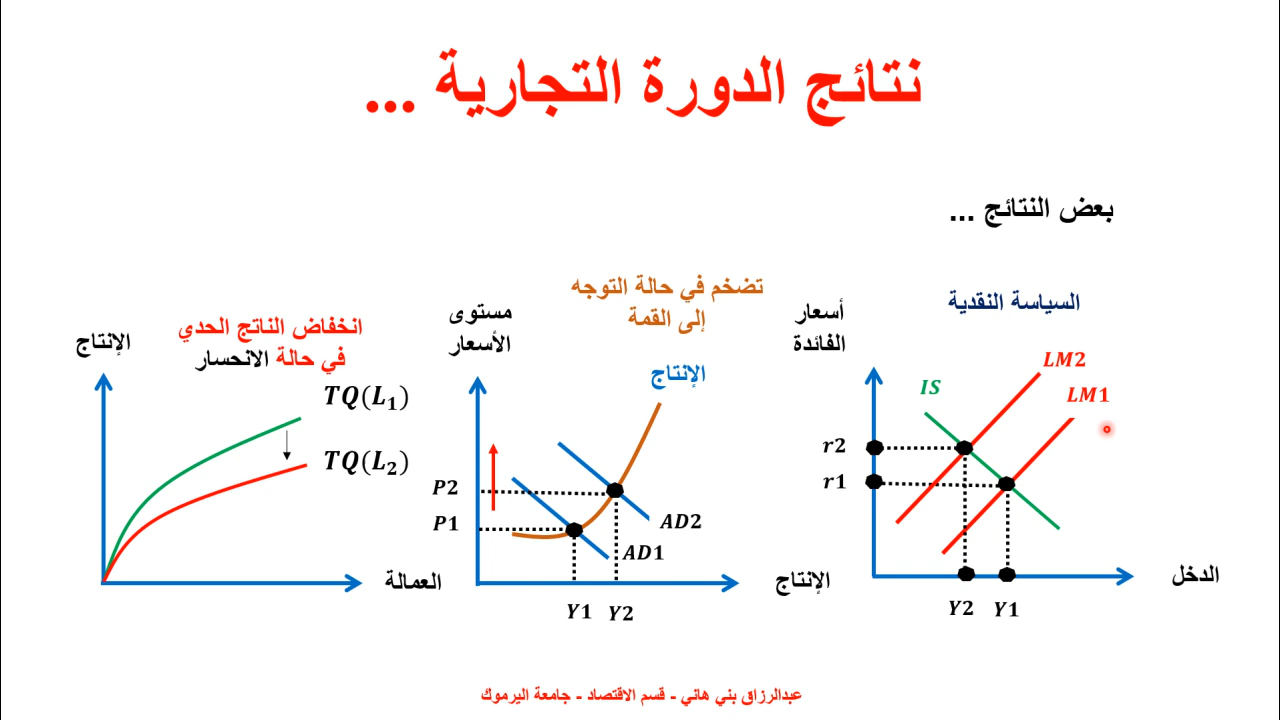 نتائج الدورة التجارية ...
بعض النتائج ...
السياسة النقدية
أسعار
الفائدة
LM2
LM1
IS
r2
r1
Y2 Y1
الدخل
تضخم في حالة التوجه
إلى القمة
مستوى
الأسعار
الإنتاج
P2
P1
AD2
AD1
Y1 Y2
الإنتاج
انخفاض الناتج الحدي
في حالة الانحسار
الإنتاج
TQ(L₁)
TQ(L₂)
العمالة
عبدالرزاق بني هاني - قسم الاقتصاد - جامعة اليرموك